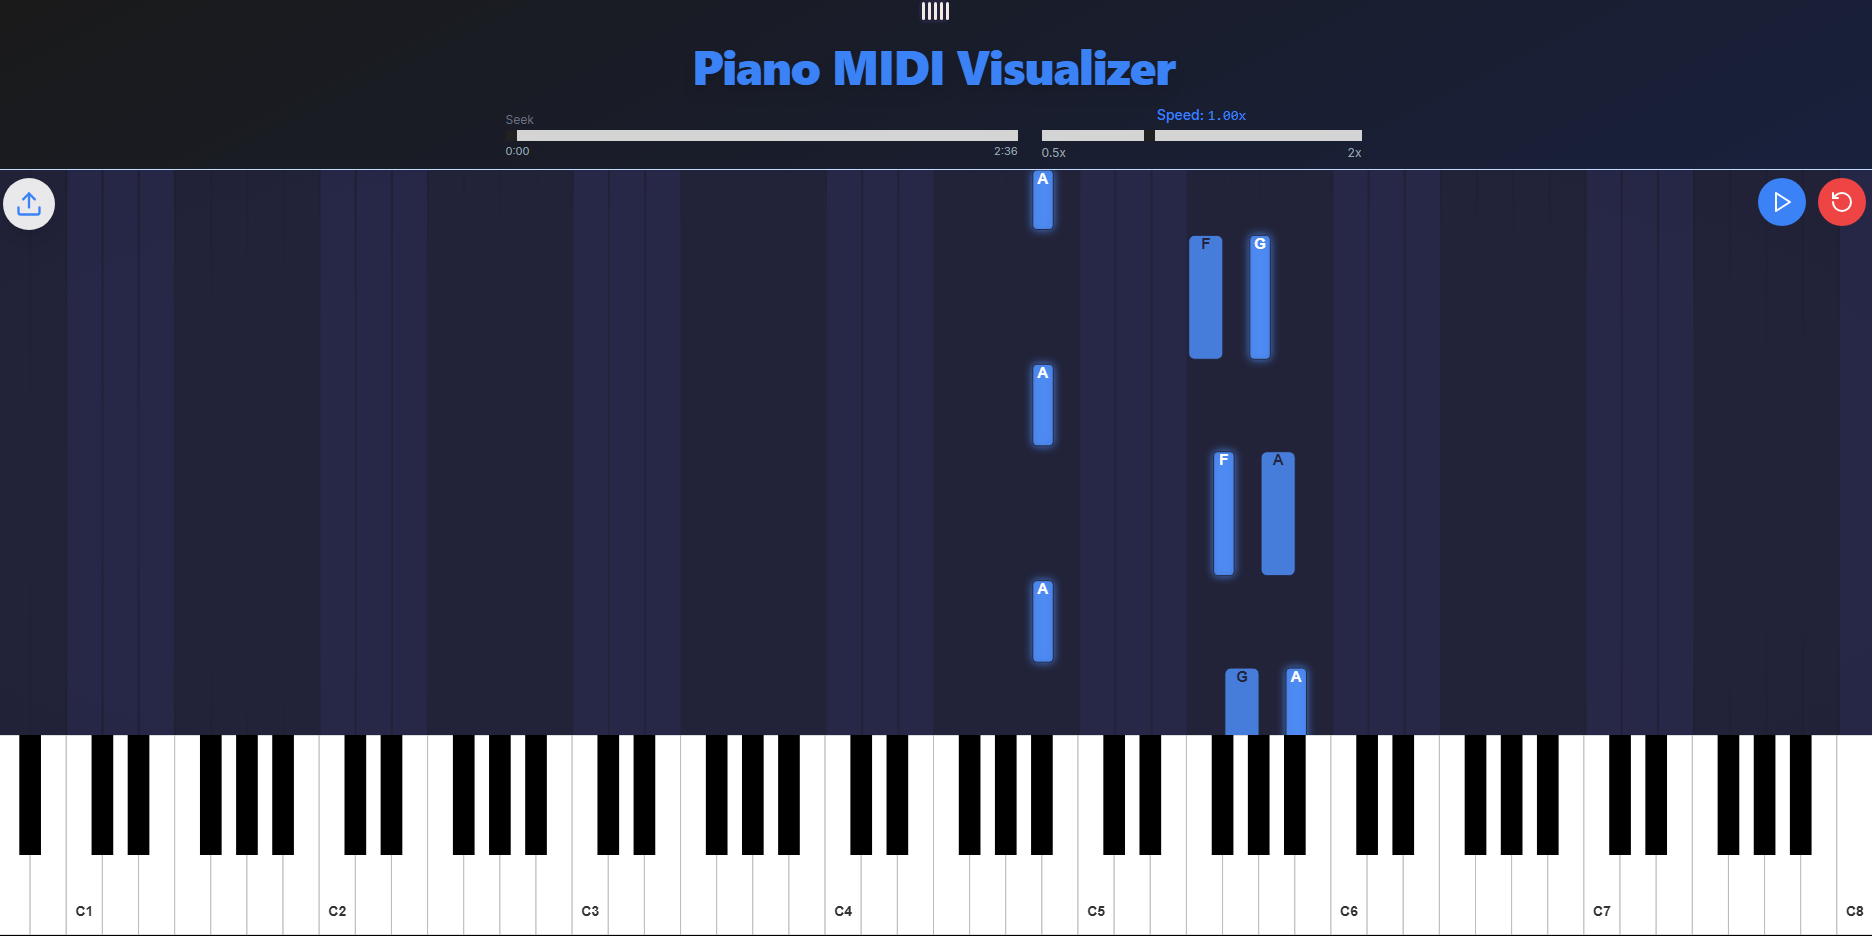 Piano MIDI Visualizer
Seek
Speed: 1.00x
0:00
2:36
0.5x
2x
A
F
G
A
F
A
A
G
A
C1
C2
C3
C4
C5
C6
C7
C8